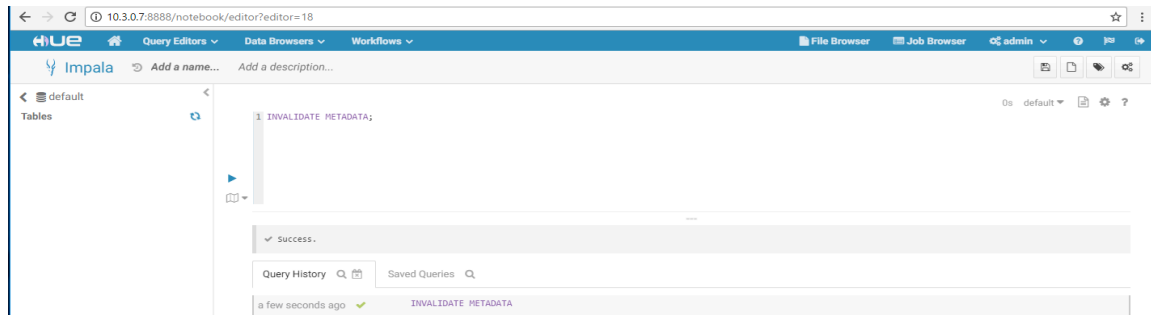 10.3.0.7:8888/notebook/editor?editor=18
HUE Query Editors Data Browsers Workflows File Browser Job Browser admin
Impala Add a name... Add a description...
default
0s default ?
Tables
1 INVALIDATE METADATA;
Success.
Query History Saved Queries
a few seconds ago INVALIDATE METADATA